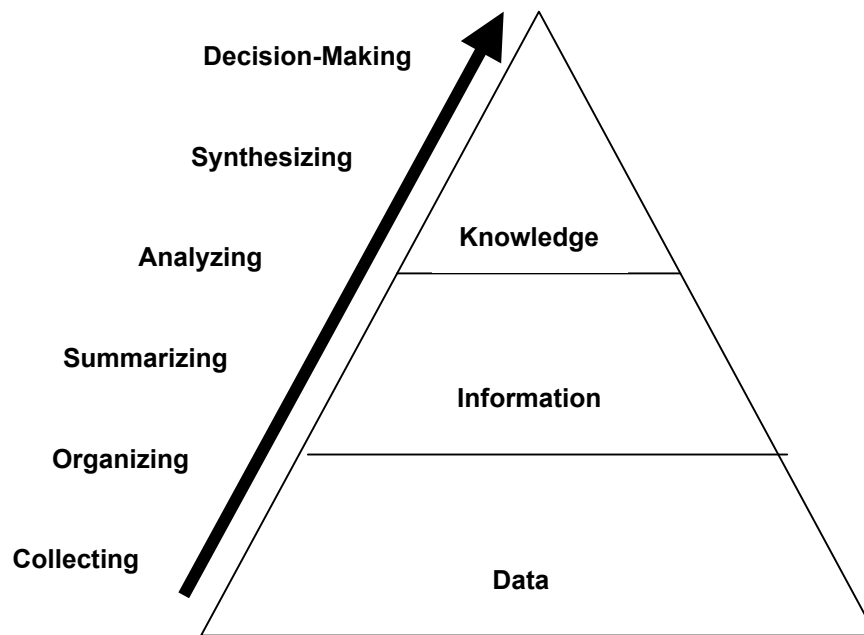 Decision-Making
Synthesizing
Analyzing
Knowledge
Summarizing
Information
Organizing
Collecting
Data